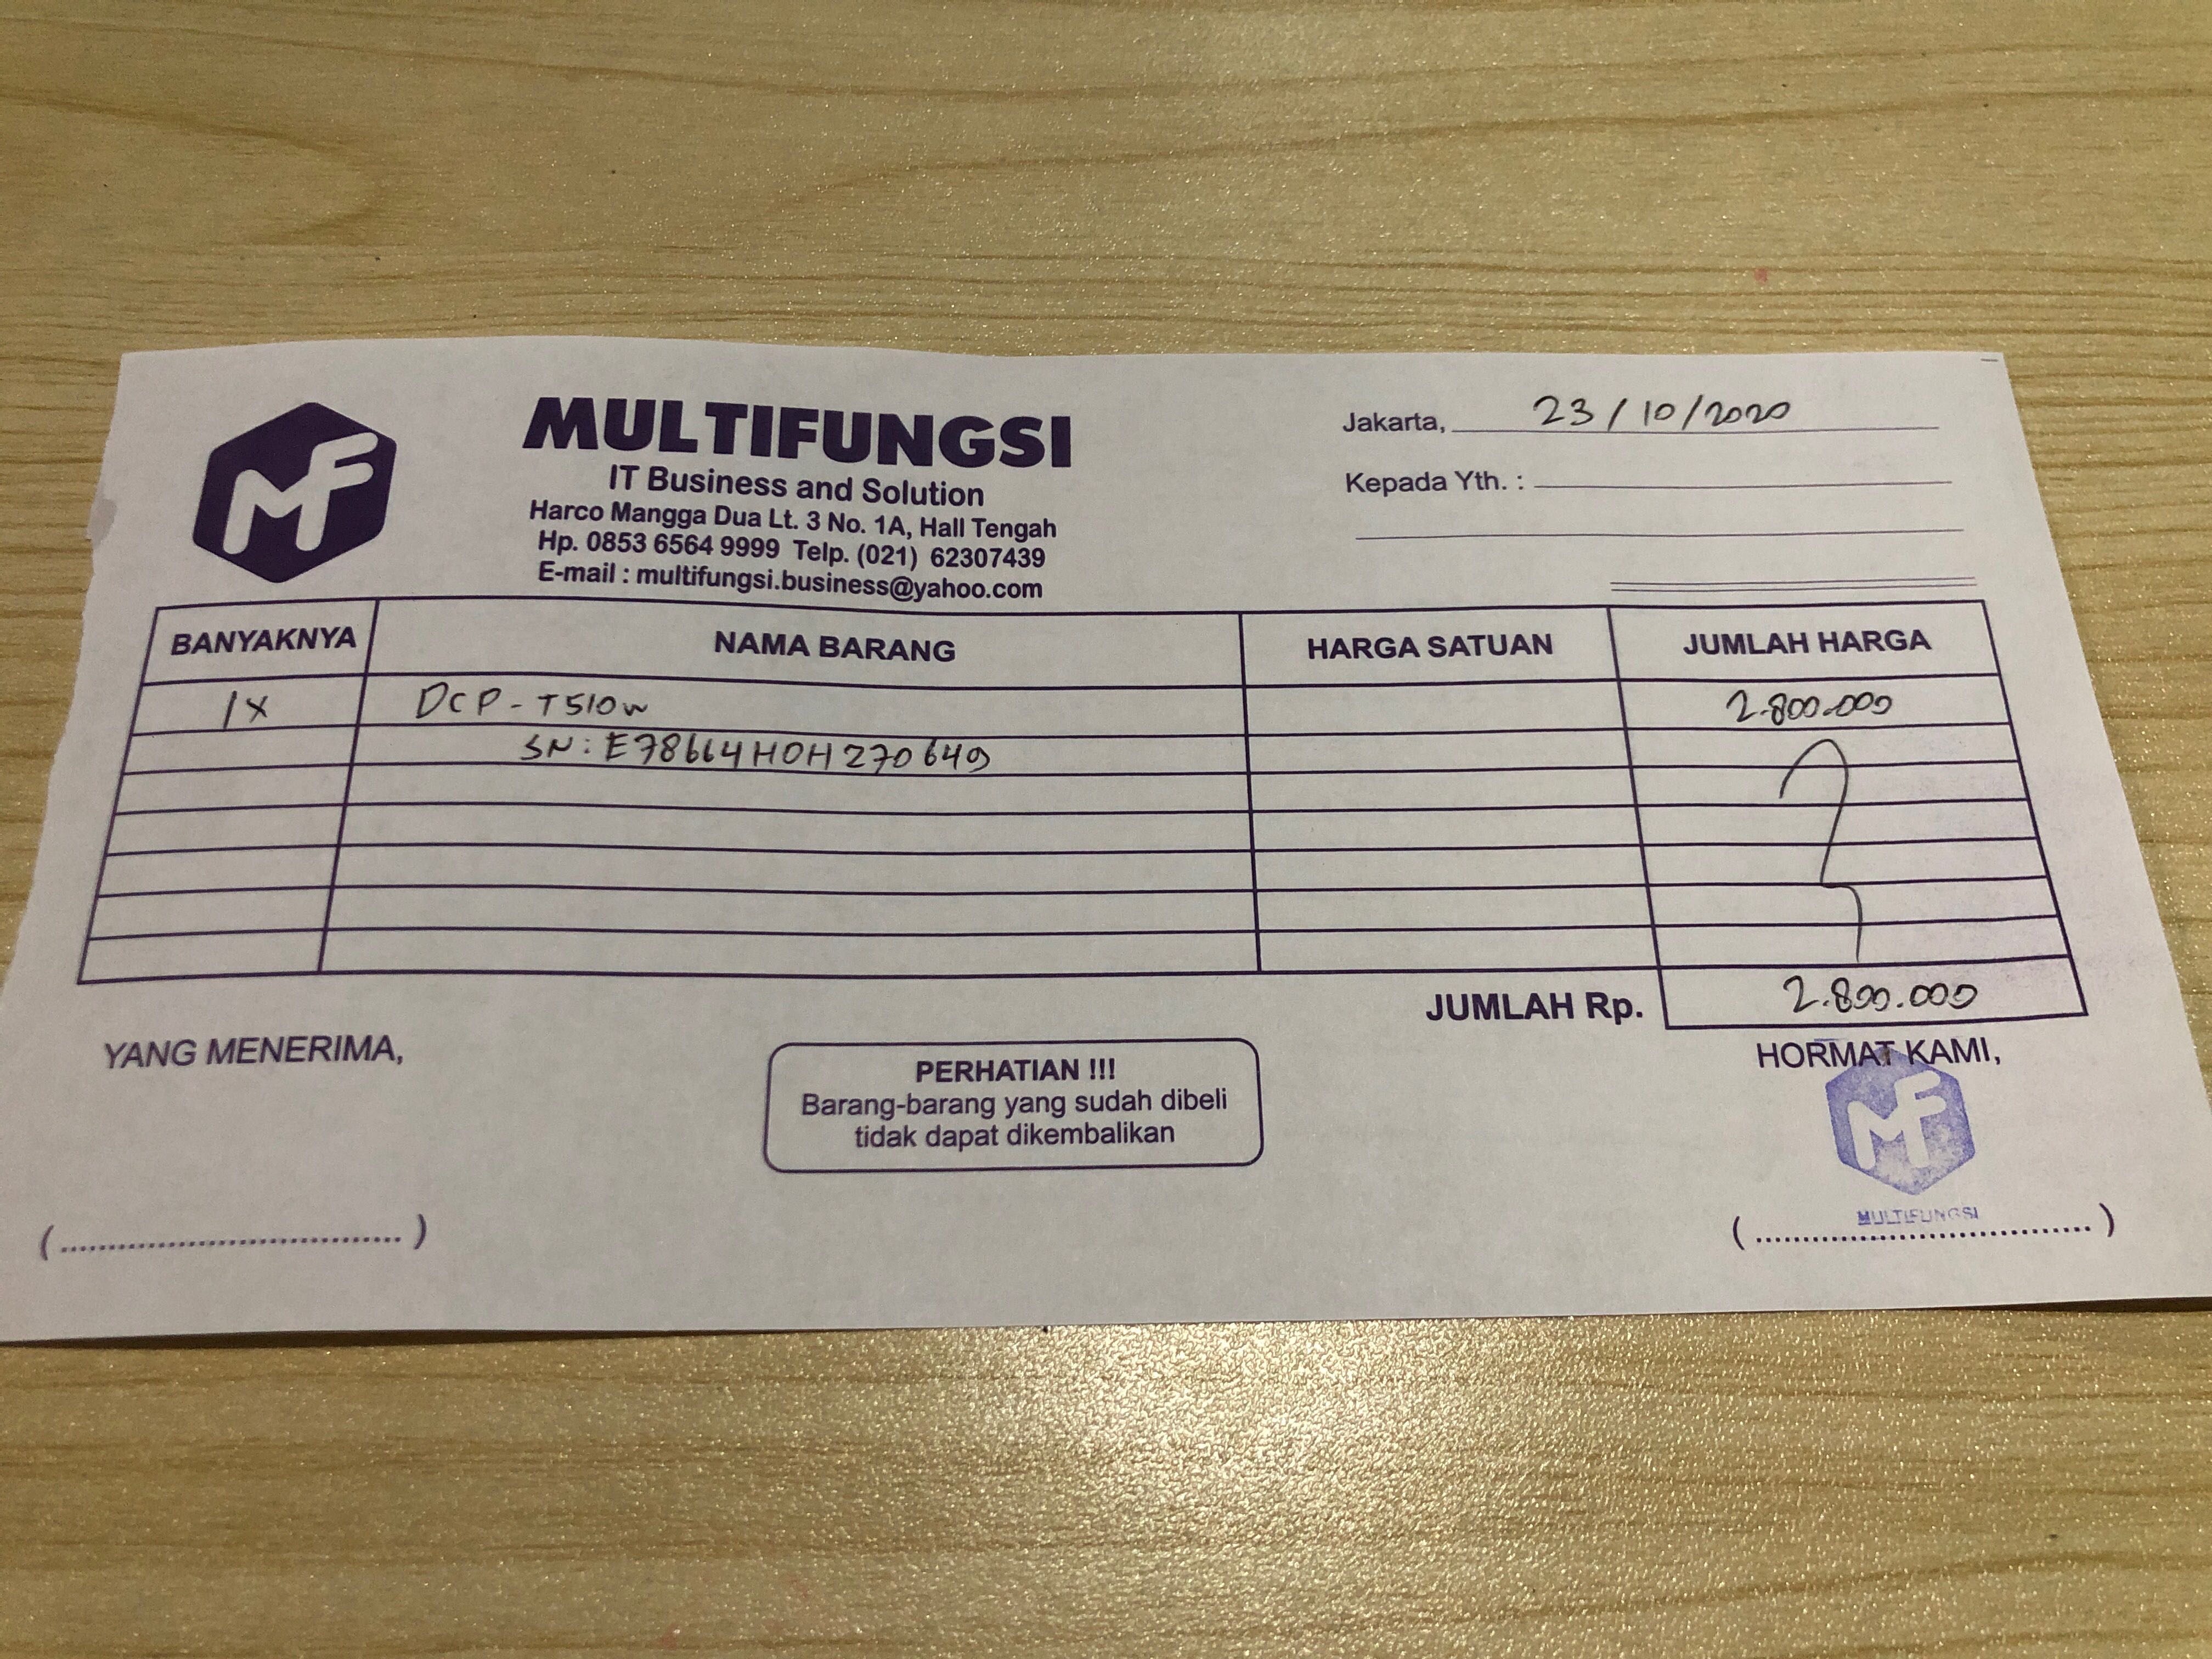 MF
MULTIFUNGSI
IT Business and Solution
Harco Mangga Dua Lt. 3 No. 1A, Hall Tengah
Hp. 0853 6564 9999 Telp. (021) 62307439
E-mail : multifungsi.business@yahoo.com
Jakarta, 23/10/2020
Kepada Yth. :
BANYAKNYA NAMA BARANG HARGA SATUAN JUMLAH HARGA
1X DCP-T510w 2.800.000
SN: E78664H0H270649
JUMLAH Rp. 2.800.000
YANG MENERIMA,
PERHATIAN !!!
Barang-barang yang sudah dibeli
tidak dapat dikembalikan
HORMAT KAMI,
MF
MULTIFUNGSI
(..................................)
(..................................)